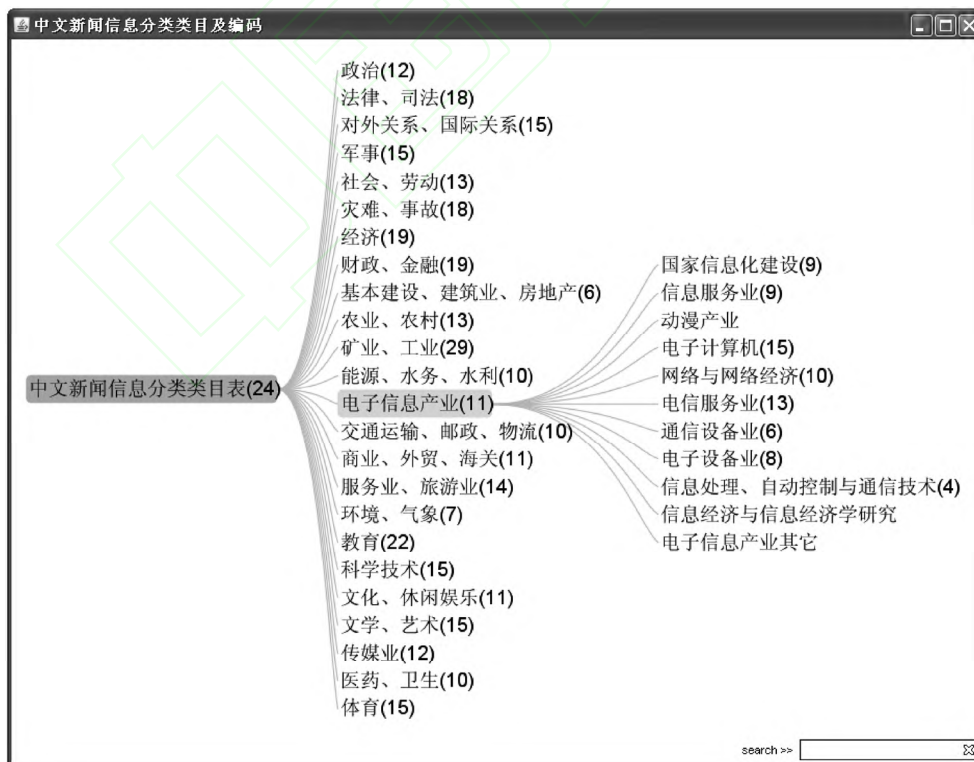 中文新闻信息分类类目及编码
政治(12)
法律、司法(18)
对外关系、国际关系(15)
军事(15)
社会、劳动(13)
灾难、事故(18)
经济(19)
财政、金融(19)
基本建设、建筑业、房地产(6)
农业、农村(13)
矿业、工业(29)
能源、水务、水利(10)
电子信息产业(11)
交通运输、邮政、物流(10)
商业、外贸、海关(11)
服务业、旅游业(14)
环境、气象(7)
教育(22)
科学技术(15)
文化、休闲娱乐(11)
文学、艺术(15)
传媒业(12)
医药、卫生(10)
体育(15)
中文新闻信息分类类目表(24)
国家信息化建设(9)
信息服务业(9)
动漫产业
电子计算机(15)
网络与网络经济(10)
电信服务业(13)
通信设备业(6)
电子设备业(8)
信息处理、自动控制与通信技术(4)
信息经济与信息经济学研究
电子信息产业其它
search >>